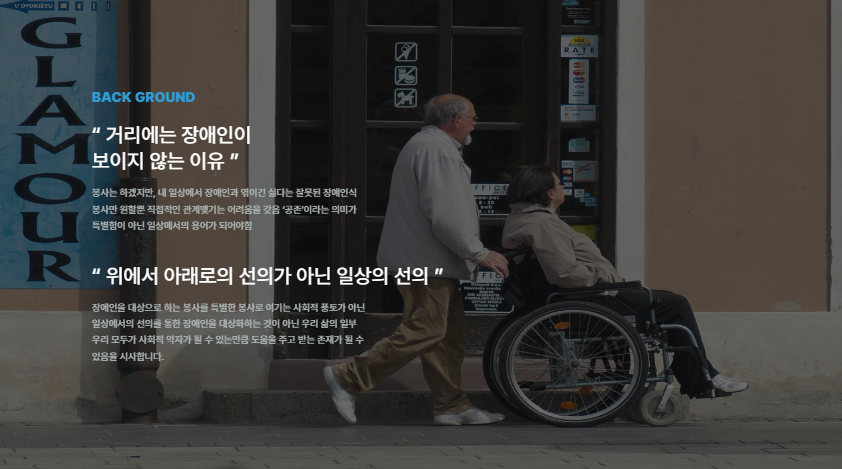 U DVORIŠTU
GLAMOUR
BACK GROUND
“ 거리에는 장애인이
보이지 않는 이유 ”
봉사는 하겠지만, 내 일상에서 장애인과 엮이긴 싫다는 잘못된 장애인식
봉사만 원할뿐 직접적인 관계맺기는 어려움을 갖음 '공존'이라는 의미가
특별함이 아닌 일상에서의 용어가 되어야함
“ 위에서 아래로의 선의가 아닌 일상의 선의 ”
장애인을 대상으로 하는 봉사를 특별한 봉사로 여기는 사회적 풍토가 아닌
일상에서의 선의를 통한 장애인을 대상화하는 것이 아닌 우리 삶의 일부
우리 모두가 사회적 약자가 될 수 있는만큼 도움을 주고 받는 존재가 될 수
있음을 시사합니다.
RATE
OFFICE